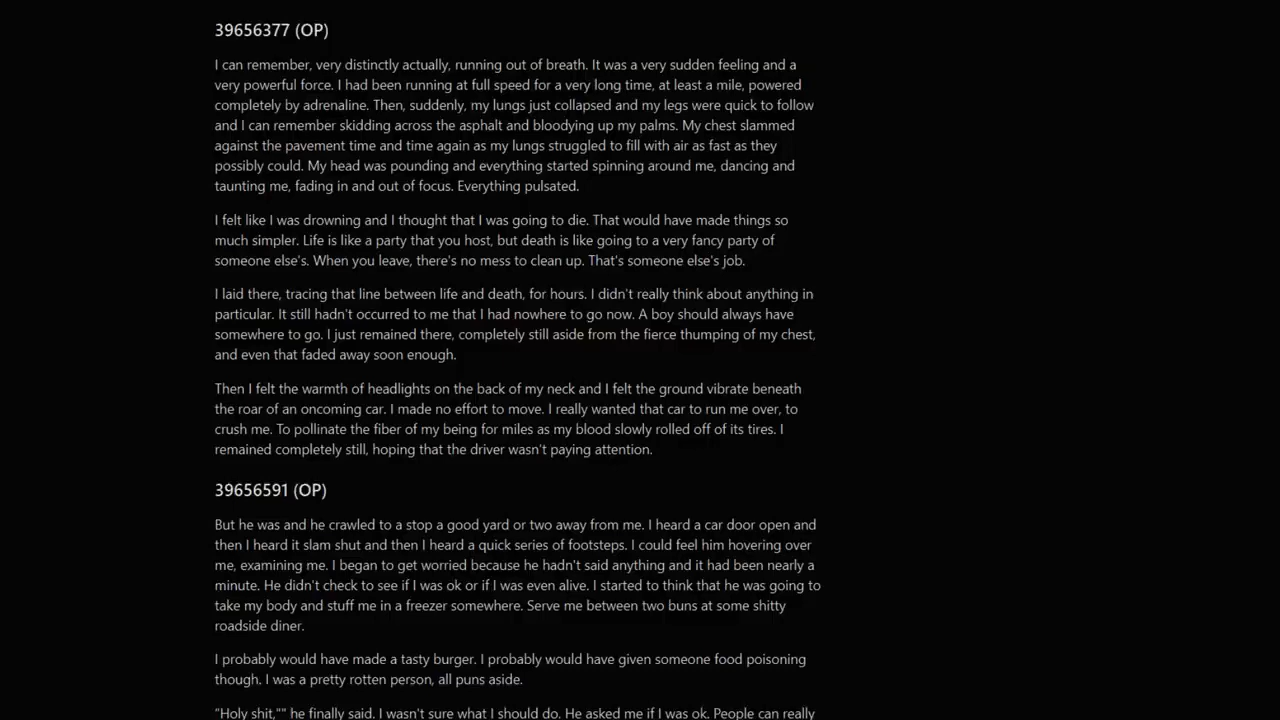 39656377 (OP)
I can remember, very distinctly actually, running out of breath. It was a very sudden feeling and a
very powerful force. I had been running at full speed for a very long time, at least a mile, powered
completely by adrenaline. Then, suddenly, my lungs just collapsed and my legs were quick to follow
and I can remember skidding across the asphalt and bloodying up my palms. My chest slammed
against the pavement time and time again as my lungs struggled to fill with air as fast as they
possibly could. My head was pounding and everything started spinning around me, dancing and
taunting me, fading in and out of focus. Everything pulsated.
I felt like I was drowning and I thought that I was going to die. That would have made things so
much simpler. Life is like a party that you host, but death is like going to a very fancy party of
someone else's. When you leave, there's no mess to clean up. That's someone else's job.
I laid there, tracing that line between life and death, for hours. I didn't really think about anything in
particular. It still hadn't occurred to me that I had nowhere to go now. A boy should always have
somewhere to go. I just remained there, completely still aside from the fierce thumping of my chest,
and even that faded away soon enough.
Then I felt the warmth of headlights on the back of my neck and I felt the ground vibrate beneath
the roar of an oncoming car. I made no effort to move. I really wanted that car to run me over, to
crush me. To pollinate the fiber of my being for miles as my blood slowly rolled off of its tires. I
remained completely still, hoping that the driver wasn't paying attention.
39656591 (OP)
But he was and he crawled to a stop a good yard or two away from me. I heard a car door open and
then I heard it slam shut and then I heard a quick series of footsteps. I could feel him hovering over
me, examining me. I began to get worried because he hadn't said anything and it had been nearly a
minute. He didn't check to see if I was ok or if I was even alive. I started to think that he was going to
take my body and stuff me in a freezer somewhere. Serve me between two buns at some shitty
roadside diner.
I probably would have made a tasty burger. I probably would have given someone food poisoning
though. I was a pretty rotten person, all puns aside.
"Holy shit,"" he finally said. I wasn't sure what I should do. He asked me if I was ok. People can really